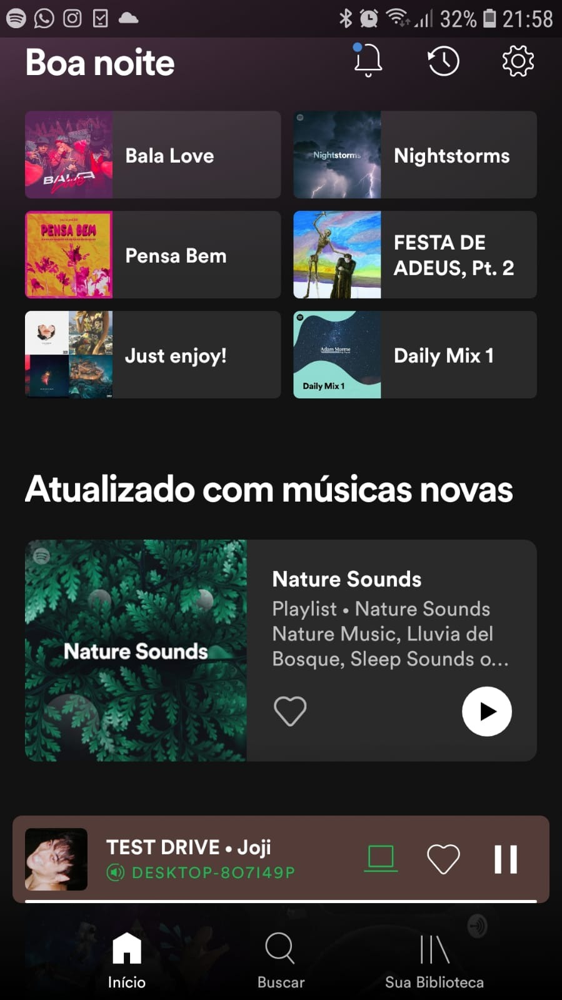 32% 21:58
Boa noite
BALA
Love
Bala Love
Nightstorms
Nightstorms
PENSA BEM
Pensa Bem
FESTA DE
ADEUS, Pt. 2
Just enjoy!
Adam Storme
Daily Mix 1
Daily Mix 1
Atualizado com músicas novas
Nature Sounds
Nature Sounds
Playlist • Nature Sounds
Nature Music, Lluvia del
Bosque, Sleep Sounds o...
TEST DRIVE • Joji
DESKTOP-8O7I49P
Início
Buscar
Sua Biblioteca